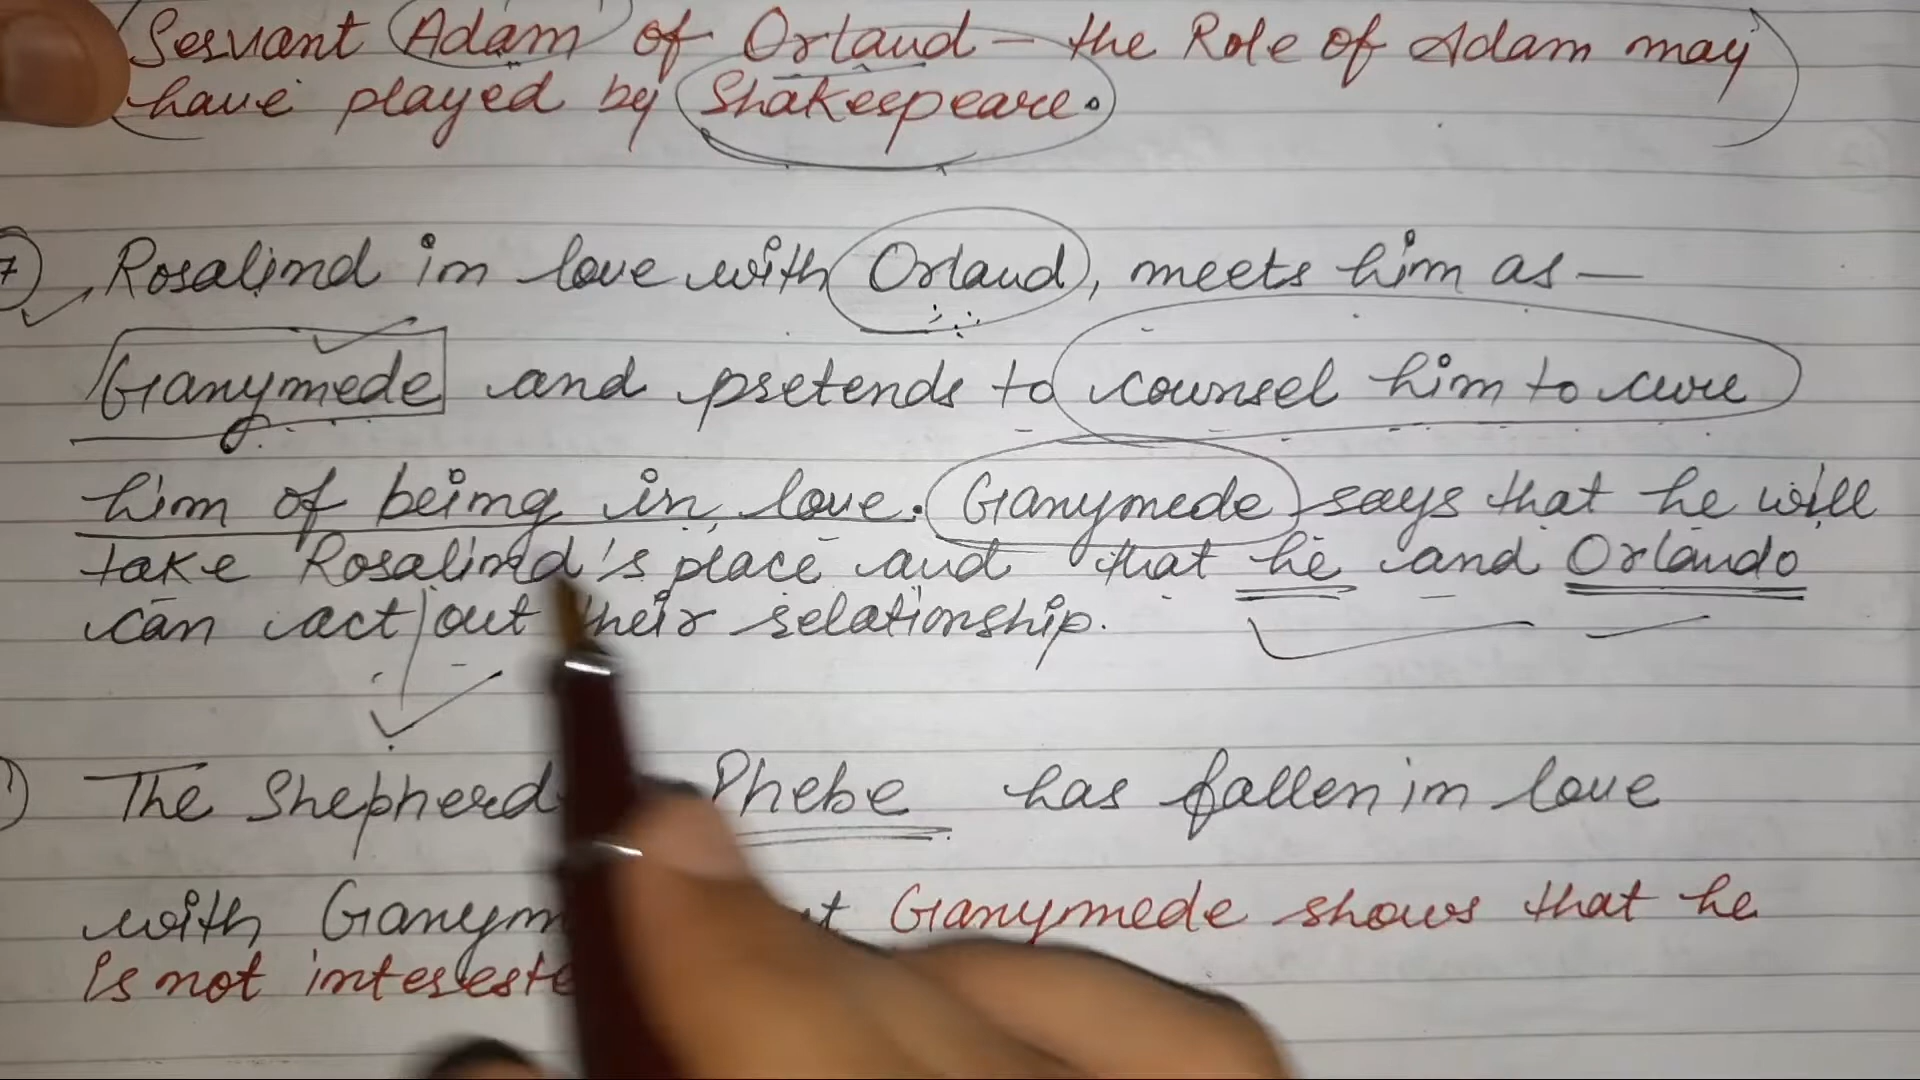 Servant Adam of Orlaud - the Role of Adam may
have played by Shakespeare.
7 Rosalind in love with Orlaud, meets him as -
Ganymede and pretends to counsel him to cure
him of being in love. Ganymede says that he will
take Rosalind's place and that he and Orlando
can act out their relationship.
The Shepherd Phebe has fallen in love
with Ganym Ganymede shows that he
is not intereste